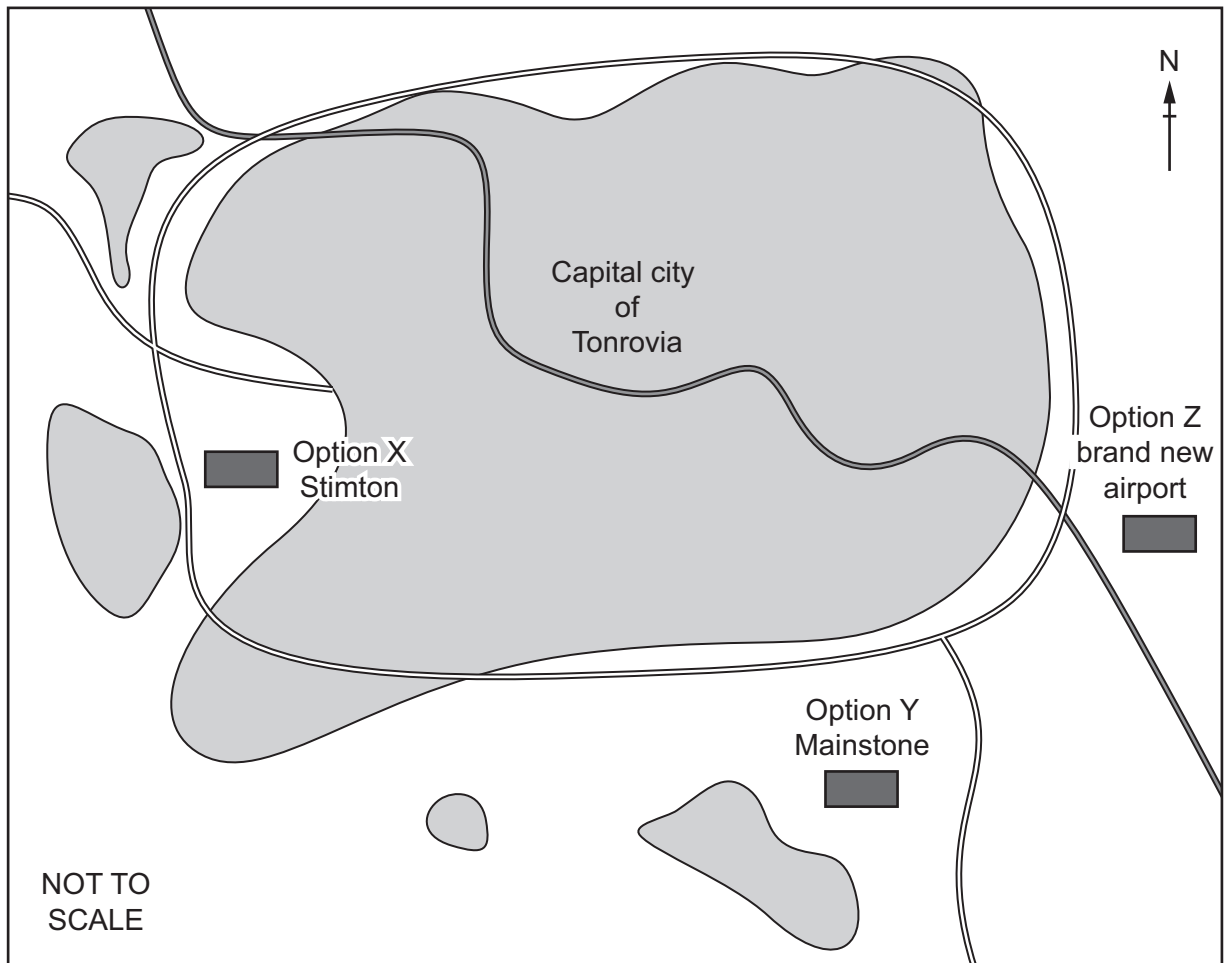 N
Capital city
of
Tonrovia
Option X
Stimton
Option Z
brand new
airport
Option Y
Mainstone
NOT TO
SCALE